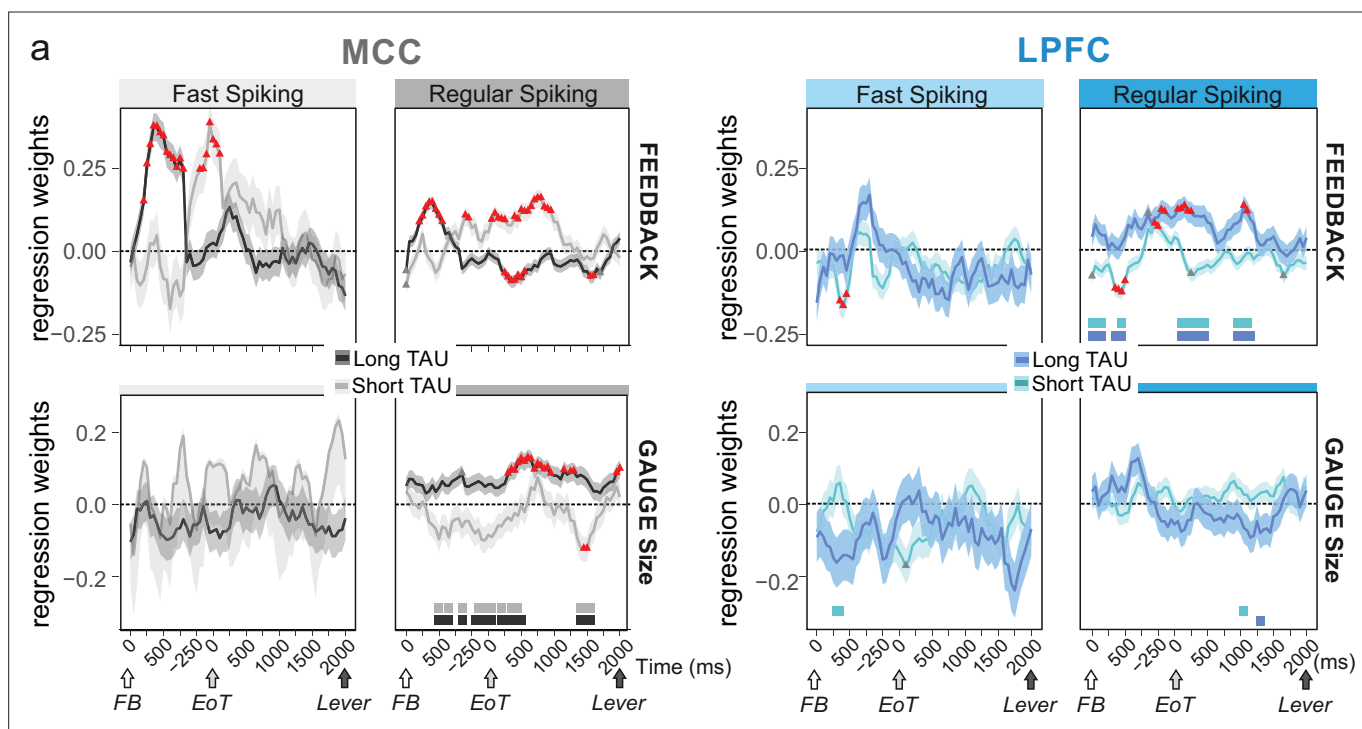 a
MCC
LPFC
Fast Spiking
Regular Spiking
Fast Spiking
Regular Spiking
regression weights
0.25
0.00
−0.25
FEEDBACK
regression weights
0.25
0.00
−0.25
FEEDBACK
Long TAU
Short TAU
Long TAU
Short TAU
regression weights
0.2
0.0
−0.2
GAUGE Size
regression weights
0.2
0.0
−0.2
GAUGE Size
0 500 −250 0 500 1000 1500 2000
0 500 −250 0 500 1000 1500 2000
Time (ms)
0 500 −250 0 500 1000 1500 2000
0 500 −250 0 500 1000 1500 2000
(ms)
FB EoT Lever
FB EoT Lever
FB EoT Lever
FB EoT Lever